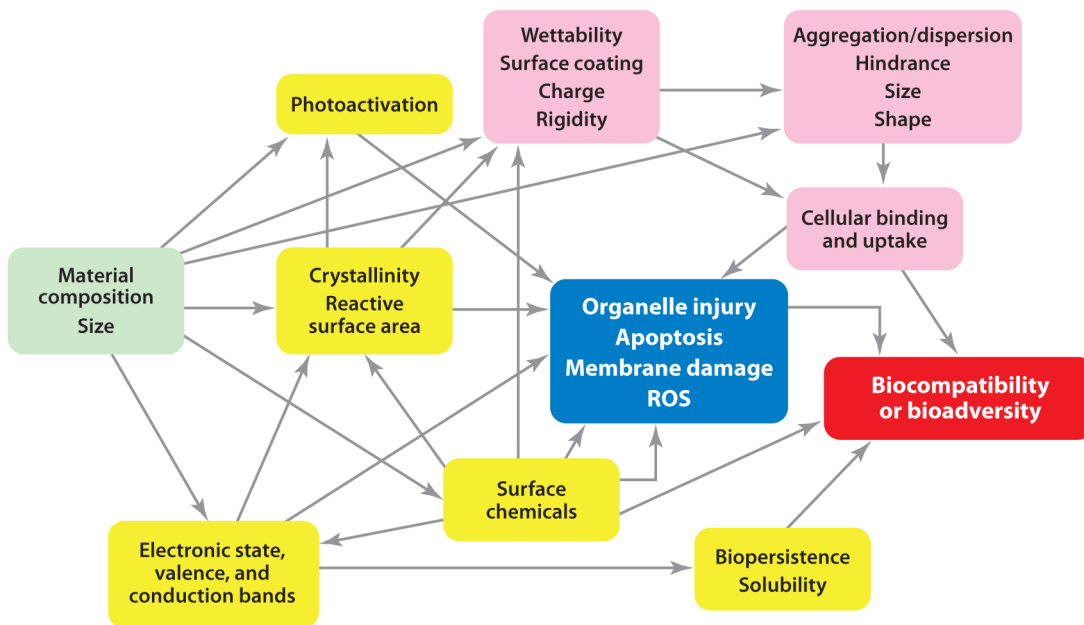 Wettability
Surface coating
Charge
Rigidity
Aggregation/dispersion
Hindrance
Size
Shape
Photoactivation
Cellular binding
and uptake
Material
composition
Size
Crystallinity
Reactive
surface area
Organelle injury
Apoptosis
Membrane damage
ROS
Biocompatibility
or bioadversity
Surface
chemicals
Electronic state,
valence, and
conduction bands
Biopersistence
Solubility